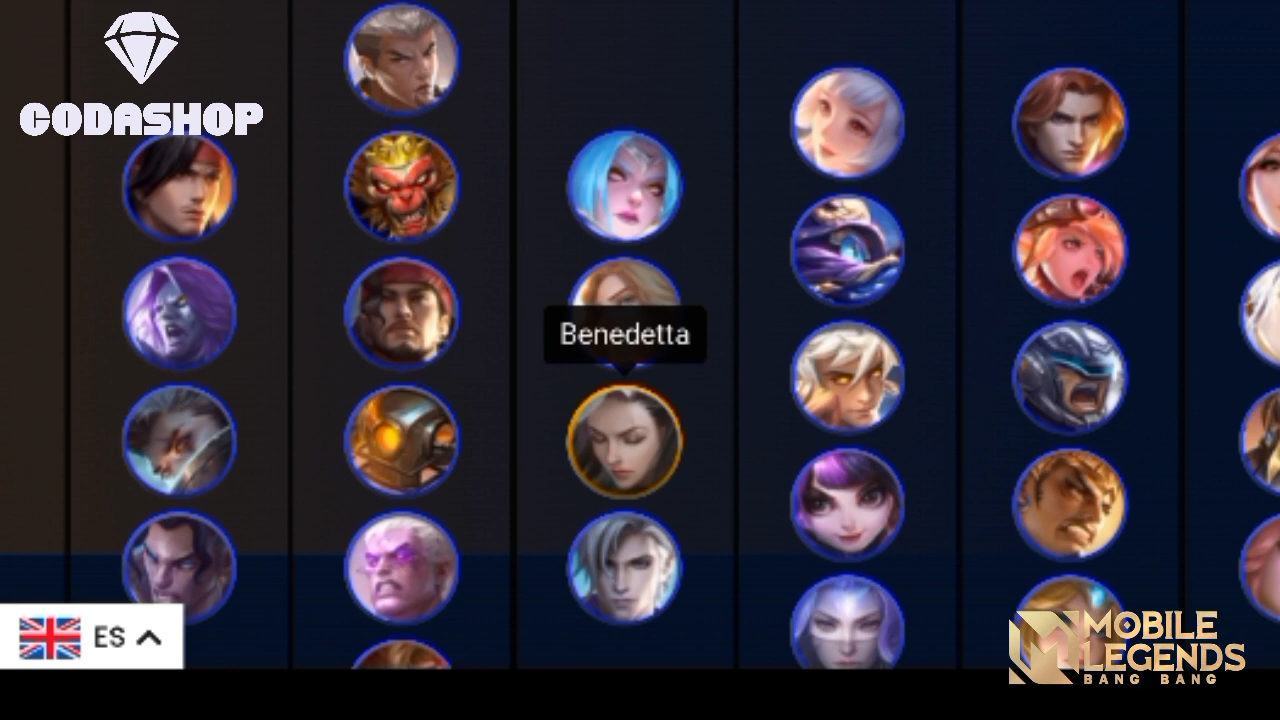 CODASHOP
Benedetta
ES
MOBILE
LEGENDS
BANG BANG